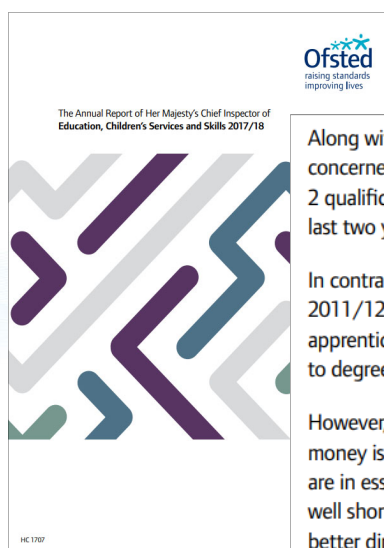 Ofsted
raising standards
improving lives
The Annual Report of Her Majesty's Chief Inspector of
Education, Children's Services and Skills 2017/18
HC 1707
Along wi
concerne
2 qualific
last two y
In contra
2011/12
apprentic
to degree
However,
money is
are in ess
well shor
better dir